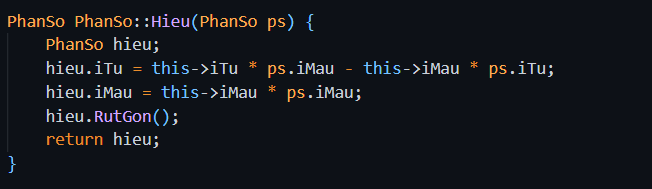 PhanSo PhanSo::Hieu(PhanSo ps) {
    PhanSo hieu;
    hieu.iTu = this->iTu * ps.iMau - this->iMau * ps.iTu;
    hieu.iMau = this->iMau * ps.iMau;
    hieu.RutGon();
    return hieu;
}